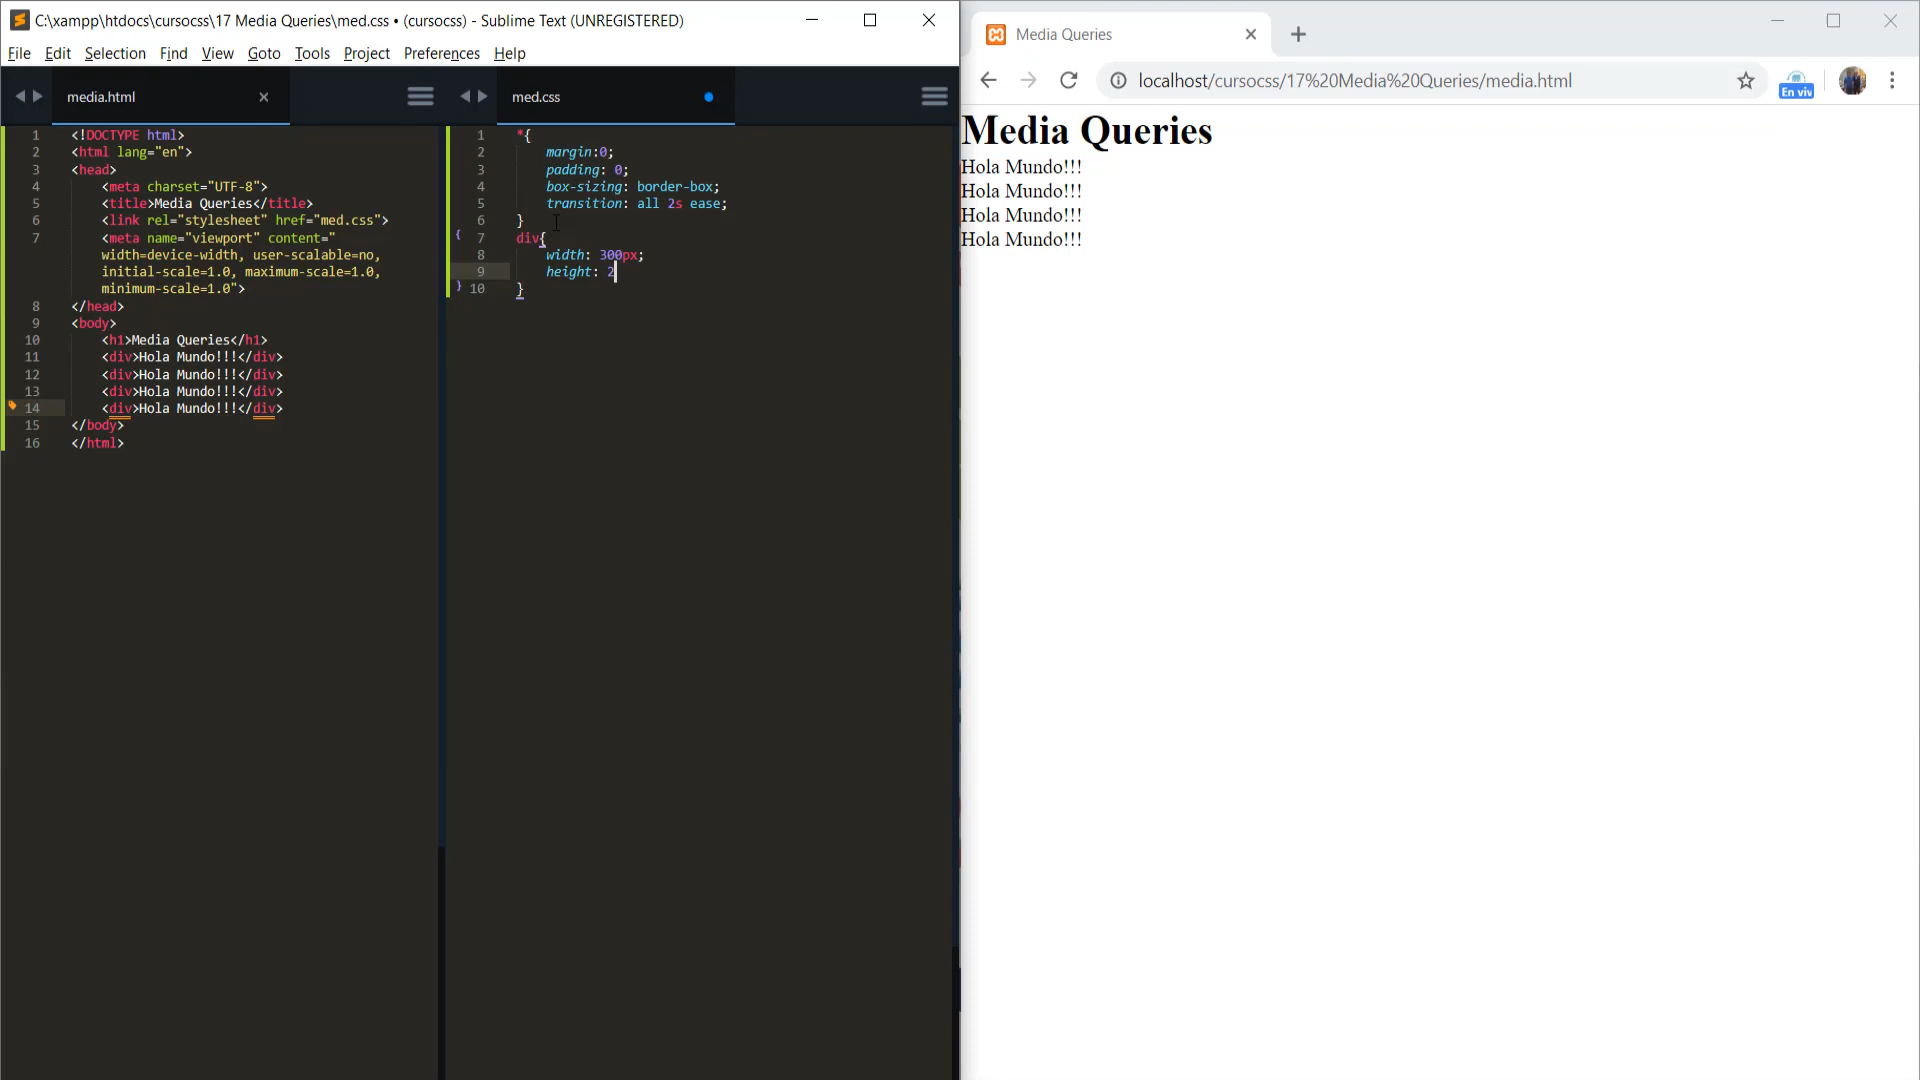 C:\xampp\htdocs\cursocss\17 Media Queries\med.css • (cursocss) - Sublime Text (UNREGISTERED)
File Edit Selection Find View Goto Tools Project Preferences Help
media.html
1 <!DOCTYPE html>
2 <html lang="en">
3 <head>
4 <meta charset="UTF-8">
5 <title>Media Queries</title>
6 <link rel="stylesheet" href="med.css">
7 <meta name="viewport" content="
width=device-width, user-scalable=no,
initial-scale=1.0, maximum-scale=1.0,
minimum-scale=1.0">
8 </head>
9 <body>
10 <h1>Media Queries</h1>
11 <div>Hola Mundo!!!</div>
12 <div>Hola Mundo!!!</div>
13 <div>Hola Mundo!!!</div>
14 <div>Hola Mundo!!!</div>
15 </body>
16 </html>
med.css
1 *{
2 margin:0;
3 padding: 0;
4 box-sizing: border-box;
5 transition: all 2s ease;
6 }
{ 7 div{
8 width: 300px;
9 height: 2
} 10 }
Media Queries
localhost/cursocss/17%20Media%20Queries/media.html
En viv
Media Queries
Hola Mundo!!!
Hola Mundo!!!
Hola Mundo!!!
Hola Mundo!!!